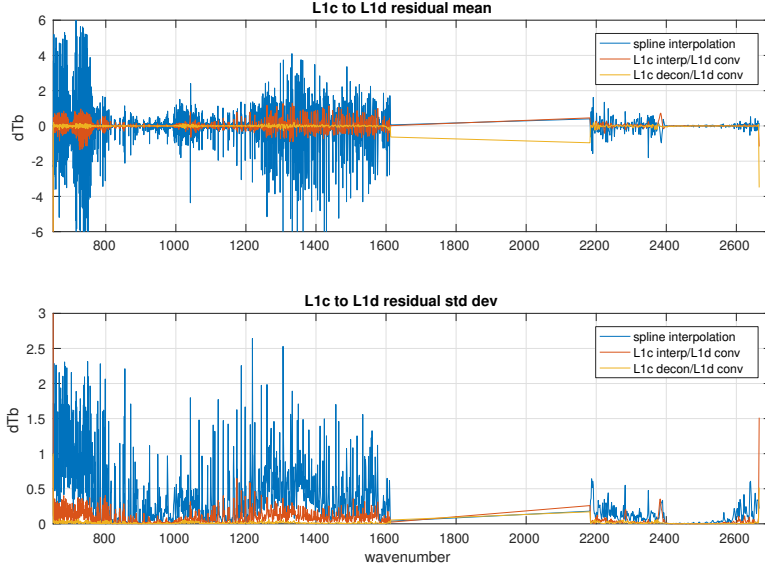 L1c to L1d residual mean
6
4
2
0
-2
-4
-6
dTb
spline interpolation
L1c interp/L1d conv
L1c decon/L1d conv
800 1000 1200 1400 1600 1800 2000 2200 2400 2600
L1c to L1d residual std dev
3
2.5
2
1.5
1
0.5
0
dTb
spline interpolation
L1c interp/L1d conv
L1c decon/L1d conv
800 1000 1200 1400 1600 1800 2000 2200 2400 2600
wavenumber